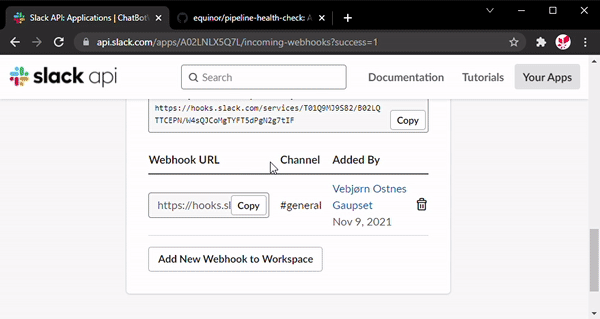 Slack API: Applications | ChatBot
equinor/pipeline-health-check: A
api.slack.com/apps/A02LNLX5Q7L/incoming-webhooks?success=1
slack api
Search
Documentation
Tutorials
Your Apps
https://hooks.slack.com/services/T01Q9MJ9S82/B02LQ
TTCEPN/W4sQJCoMgTYFT5dPgN2g7tIF
Copy
Webhook URL
Channel
Added By
https://hooks.sl
Copy
#general
Vebjørn Ostnes
Gaupset
Nov 9, 2021
Add New Webhook to Workspace